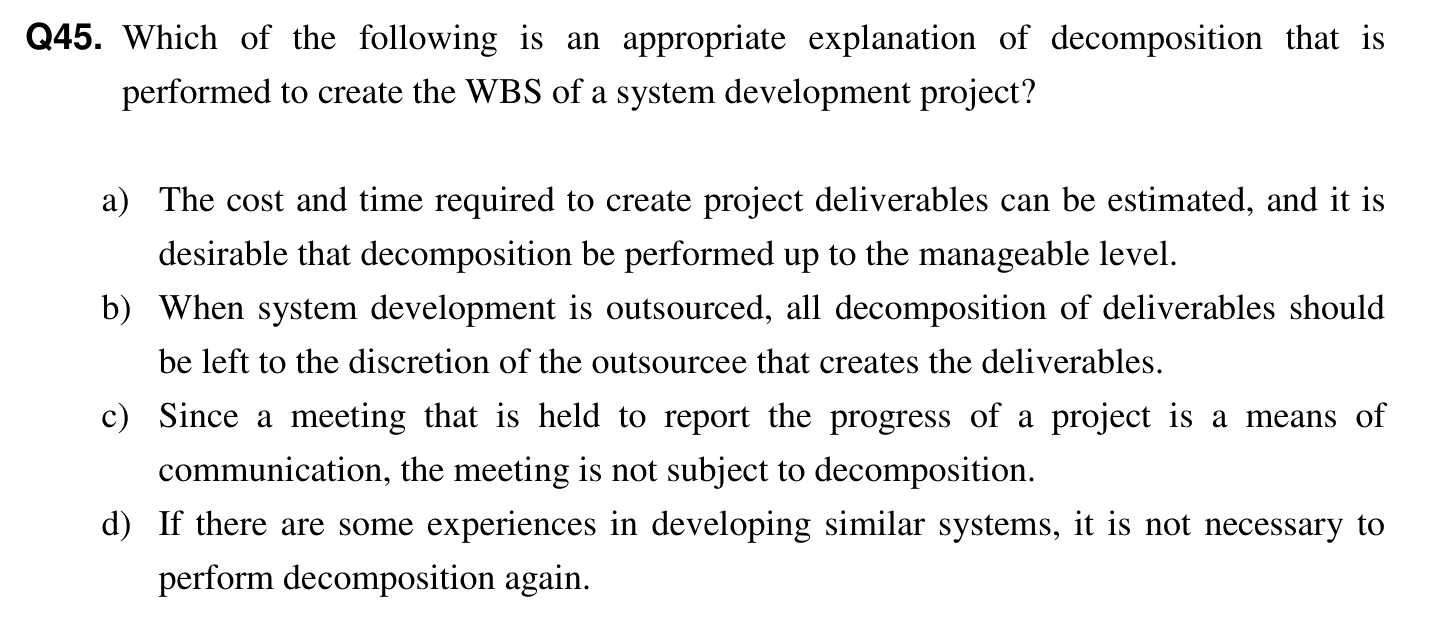 Q45. Which of the following is an appropriate explanation of decomposition that is
performed to create the WBS of a system development project?
a) The cost and time required to create project deliverables can be estimated, and it is
desirable that decomposition be performed up to the manageable level.
b) When system development is outsourced, all decomposition of deliverables should
be left to the discretion of the outsourcee that creates the deliverables.
c) Since a meeting that is held to report the progress of a project is a means of
communication, the meeting is not subject to decomposition.
d) If there are some experiences in developing similar systems, it is not necessary to
perform decomposition again.